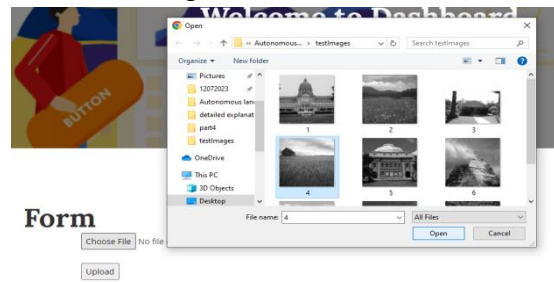 Welcome to Dashboard
BUTTON
Open
Autonomous... > testImages
Search testImages
Organize
New folder
Pictures
12072023
Autonomous lan
detailed explanat
part4
testImages
OneDrive
This PC
3D Objects
Desktop
1
2
3
4
5
6
File name: 4
All Files
Open
Cancel
Form
Choose File No file
Upload